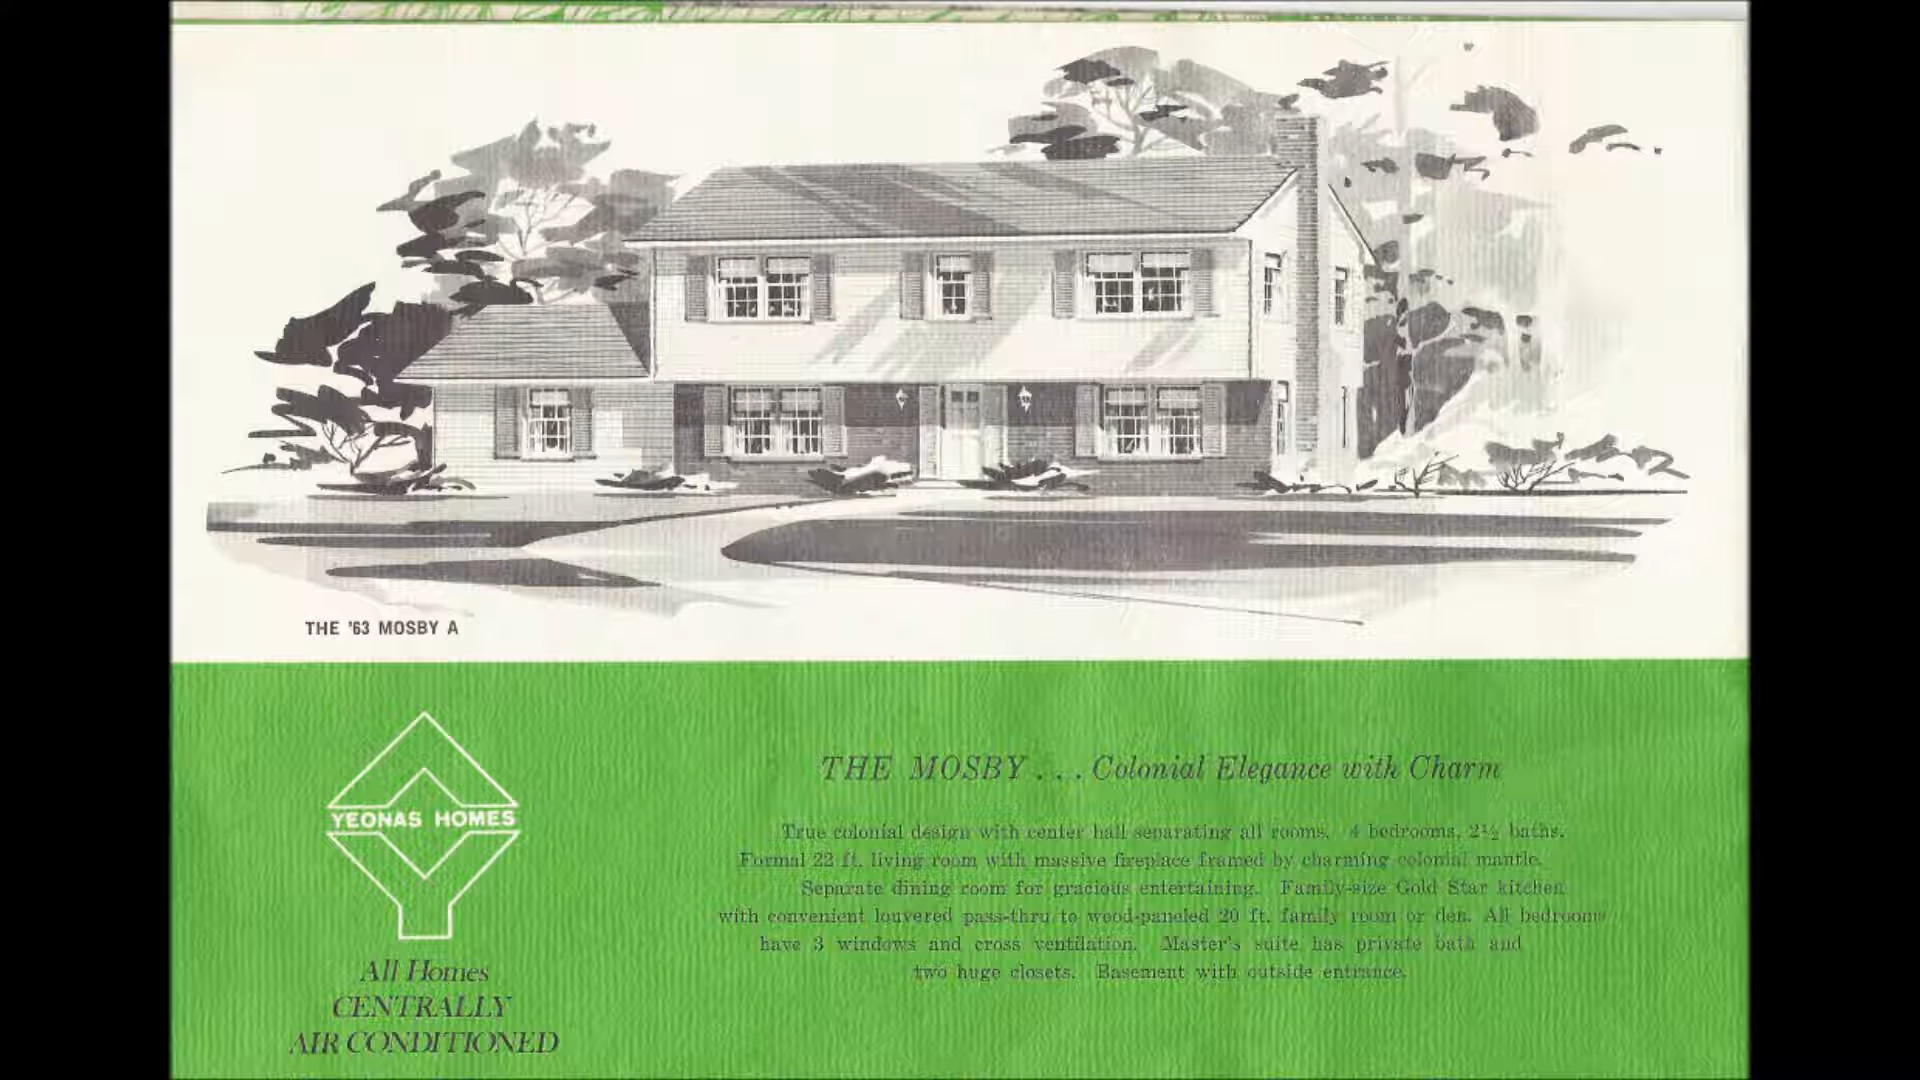 THE '63 MOSBY A
YEONAS HOMES
All Homes
CENTRALLY
AIR CONDITIONED
THE MOSBY . . . Colonial Elegance with Charm
True colonial design with center hall separating all rooms. 4 bedrooms, 2½ baths.
Formal 22 ft. living room with massive fireplace framed by charming colonial mantle.
Separate dining room for gracious entertaining. Family-size Gold Star kitchen
with convenient louvered pass-thru to wood-paneled 20 ft. family room or den. All bedrooms
have 3 windows and cross ventilation. Master's suite has private bath and
two huge closets. Basement with outside entrance.